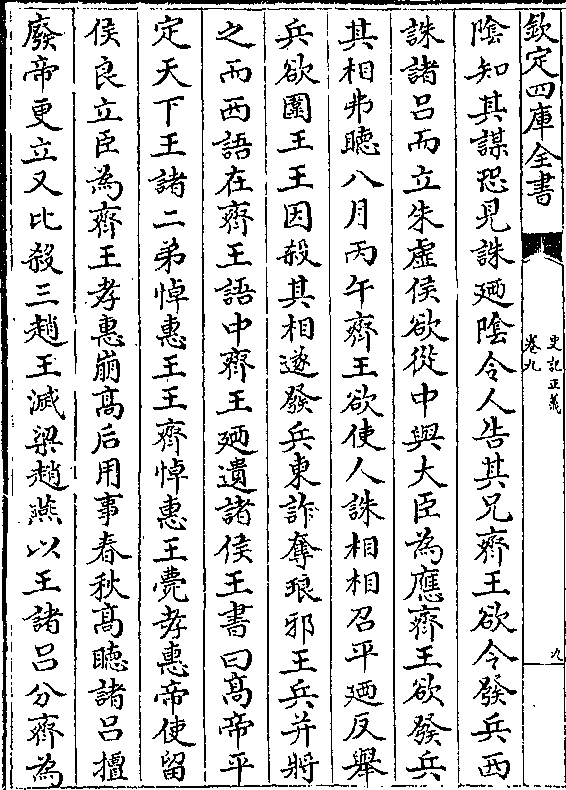 欽定四庫全書
史記正義
卷九
九
陰知其謀恐見誅廼陰令人告其兄齊王欲令發兵西
誅諸呂而立朱虛侯欲從中與大臣為應齊王欲發兵
其相弗聽八月丙午齊王欲使人誅相相召平廼反舉
兵欲圍王王因殺其相遂發兵東詐奪琅邪王兵并將
之而西語在齊王語中齊王廼遺諸侯王書曰髙帝平
定天下王諸二弟悼惠王王齊悼惠王薨孝惠帝使留
侯良立臣為齊王孝惠崩髙后用事春秋髙聽諸呂擅
廢帝更立又比殺三趙王滅梁趙燕以王諸呂分齊為